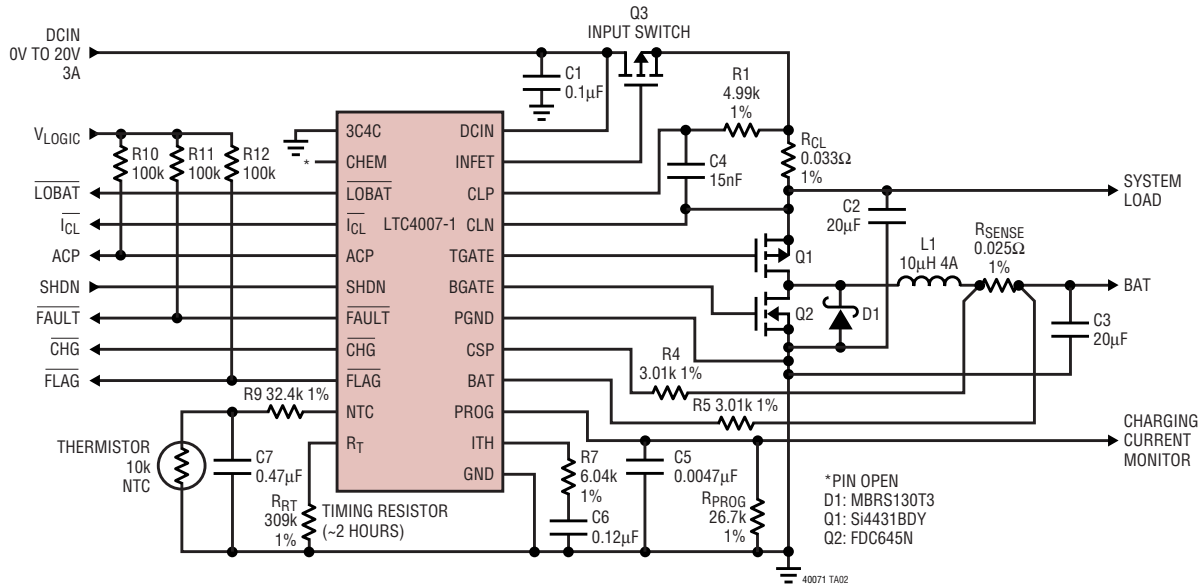 DCIN
0V TO 20V
3A
Q3
INPUT SWITCH
C1
0.1µF
R1
4.99k
1%
VLOGIC
R10
100k
R11
100k
R12
100k
3C4C
DCIN
*
CHEM
INFET
C4
15nF
RCL
0.033Ω
1%
LOBAT
LOBAT
CLP
SYSTEM
LOAD
ICL
ICL
LTC4007-1
CLN
C2
20µF
L1
10µH 4A
RSENSE
0.025Ω
1%
ACP
ACP
TGATE
Q1
SHDN
SHDN
BGATE
BAT
FAULT
FAULT
PGND
Q2
D1
C3
20µF
CHG
CHG
CSP
R4
3.01k 1%
FLAG
FLAG
BAT
R9 32.4k 1%
R5 3.01k 1%
NTC
PROG
CHARGING
CURRENT
MONITOR
THERMISTOR
10k
NTC
C7
0.47µF
RT
ITH
R7
6.04k
1%
C5
0.0047µF
GND
RRT
309k
1%
TIMING RESISTOR
(~2 HOURS)
C6
0.12µF
RPROG
26.7k
1%
*PIN OPEN
D1: MBRS130T3
Q1: Si4431BDY
Q2: FDC645N
40071 TA02